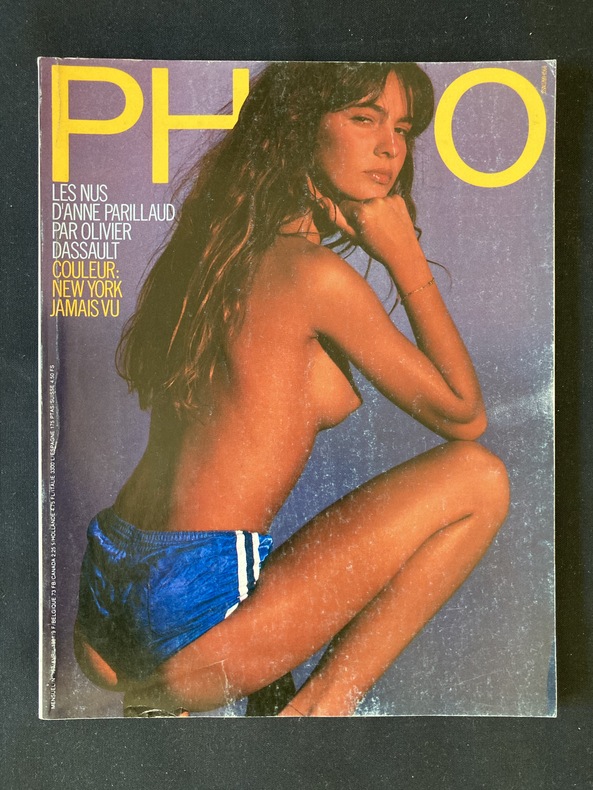 PHOTO
LES NUS
D'ANNE PARILLAUD
PAR OLIVIER
DASSAULT
COULEUR:
NEW YORK
JAMAIS VU